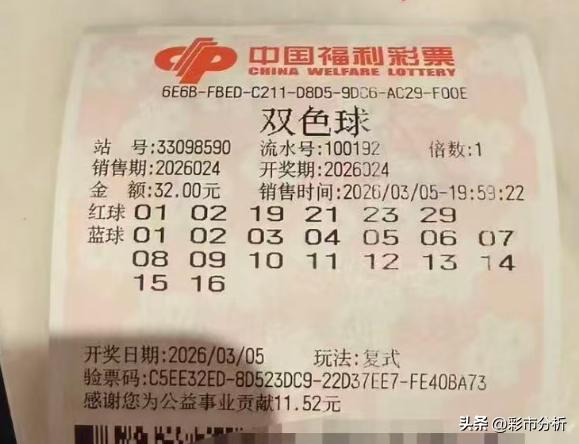 中国福利彩票
CHINA WELFARE LOTTERY
6E6B-FBED-C211-D8D5-9DC6-AC29-F00E
双色球
站 号:33098590 流水号:100192 倍数:1
销售期:2026024 开奖期:2026024
金 额:32.00元 销售时间:2026/03/05-19:59:22
红球 01 02 19 21 23 29
蓝球 01 02 03 04 05 06 07
08 09 10 11 12 13 14
15 16
开奖日期:2026/03/05 玩法:复式
验票码:C5EE32ED-8D523DC9-22D37EE7-FE40BA73
感谢您为公益事业贡献11.52元
头条 @彩市分析